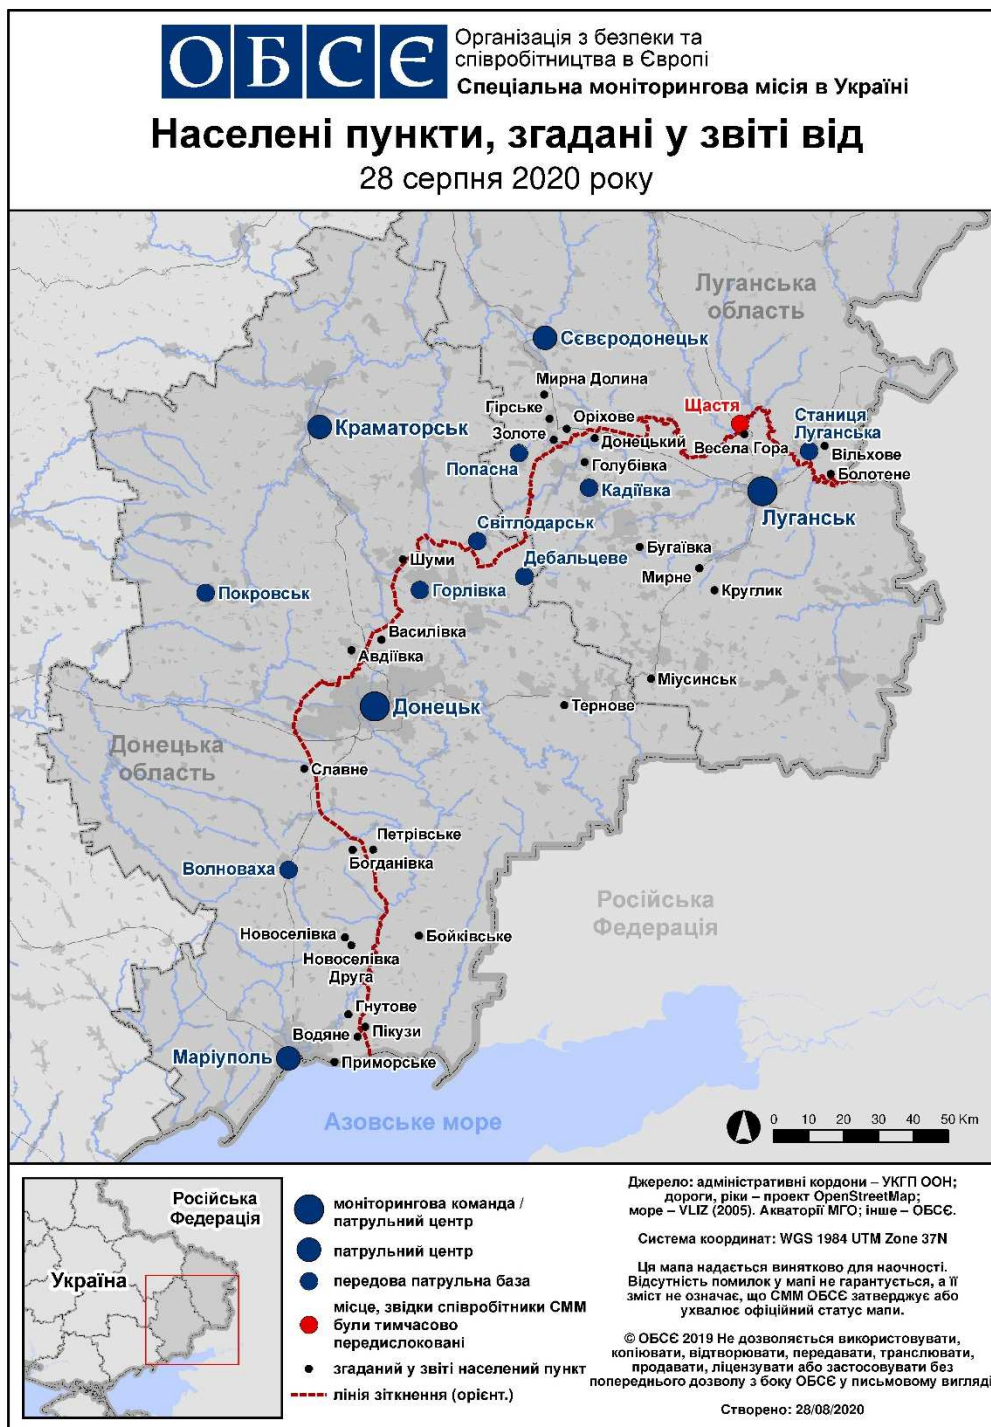 ОБСЄ
Організація з безпеки та
співробітництва в Європі
Спеціальна моніторингова місія в Україні
Населені пункти, згадані у звіті від
28 серпня 2020 року
Луганська
область
Сєвєродонецьк
Мирна Долина
Щастя
Гірське
Оріхове
Станиця
Луганська
Краматорськ
Золоте
Донецький
Весела Гора
Вільхове
Попасна
Голубівка
Болотене
Кадіївка
Луганськ
Світлодарськ
Бугаївка
Шуми
Дебальцеве
Мирне
Покровськ
Горлівка
Круглик
Василівка
Авдіївка
Міусинськ
Донецьк
Тернове
Донецька
область
Славне
Петрівське
Богданівка
Волноваха
Російська
Федерація
Новоселівка
Бойківське
Новоселівка
Друга
Гнутове
Водяне
Пікузи
Маріуполь
Приморське
Азовське море
0 10 20 30 40 50 Km
Російська
Федерація
Україна
моніторингова команда /
патрульний центр
патрульний центр
передова патрульна база
місце, звідки співробітники СММ
були тимчасово
передислоковані
згаданий у звіті населений пункт
лінія зіткнення (орієнт.)
Джерело: адміністративні кордони – УКГП ООН;
дороги, ріки – проект OpenStreetMap;
море – VLIZ (2005). Акваторії МГО; інше – ОБСЄ.
Система координат: WGS 1984 UTM Zone 37N
Ця мапа надається винятково для наочності.
Відсутність помилок у мапі не гарантується, а її
зміст не означає, що СММ ОБСЄ затверджує або
ухвалює офіційний статус мапи.
© ОБСЄ 2019 Не дозволяється використовувати,
копіювати, відтворювати, передавати, транслювати,
продавати, ліцензувати або застосовувати без
попереднього дозволу з боку ОБСЄ у письмовому вигляді
Створено: 28/08/2020